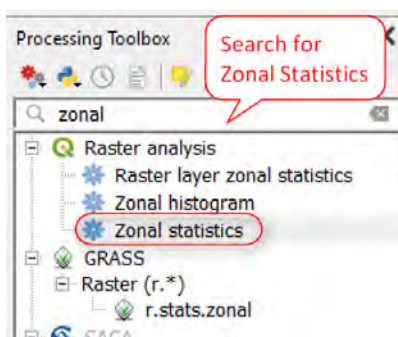 Processing Toolbox
Search for
Zonal Statistics
zonal
Raster analysis
Raster layer zonal statistics
Zonal histogram
Zonal statistics
GRASS
Raster (r.*)
r.stats.zonal
SAGA